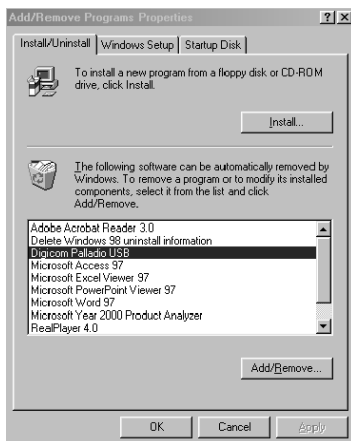 Add/Remove Programs Properties
Install/Uninstall
Windows Setup
Startup Disk
To install a new program from a floppy disk or CD-ROM
drive, click Install.
Install...
The following software can be automatically removed by
Windows. To remove a program or to modify its installed
components, select it from the list and click
Add/Remove.
Adobe Acrobat Reader 3.0
Delete Windows 98 uninstall information
Digicom Palladio USB
Microsoft Access 97
Microsoft Excel Viewer 97
Microsoft PowerPoint Viewer 97
Microsoft Word 97
Microsoft Year 2000 Product Analyzer
RealPlayer 4.0
Add/Remove...
OK
Cancel
Apply